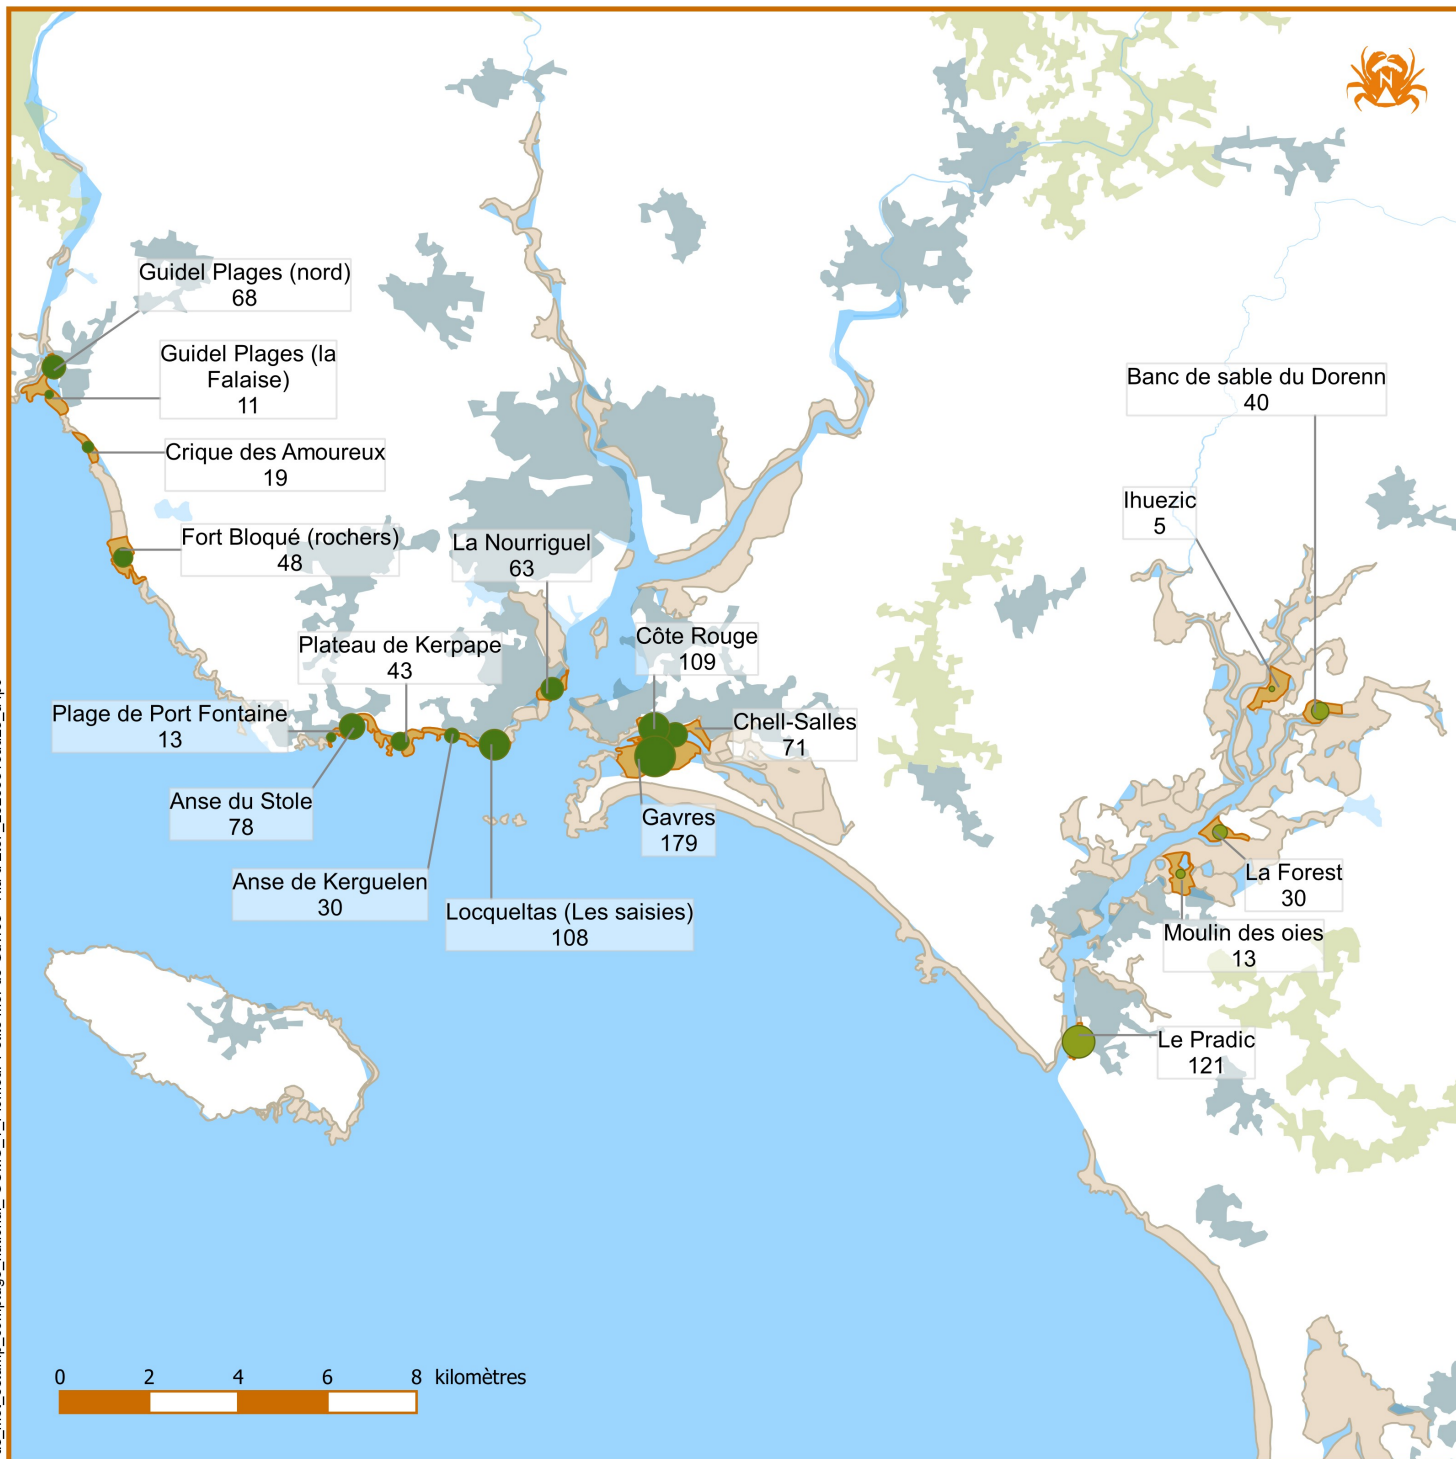 N
Guidel Plages (nord)
68
Guidel Plages (la
Falaise)
11
Banc de sable du Dorenn
40
Crique des Amoureux
19
Ihuezic
5
Fort Bloqué (rochers)
48
La Nourriguel
63
Plateau de Kerpape
43
Côte Rouge
109
Plage de Port Fontaine
13
Chell-Salles
71
Anse du Stole
78
Gavres
179
Anse de Kerguelen
30
La Forest
30
Locqueltas (Les saisies)
108
Moulin des oies
13
Le Pradic
121
0 2 4 6 8 kilomètres